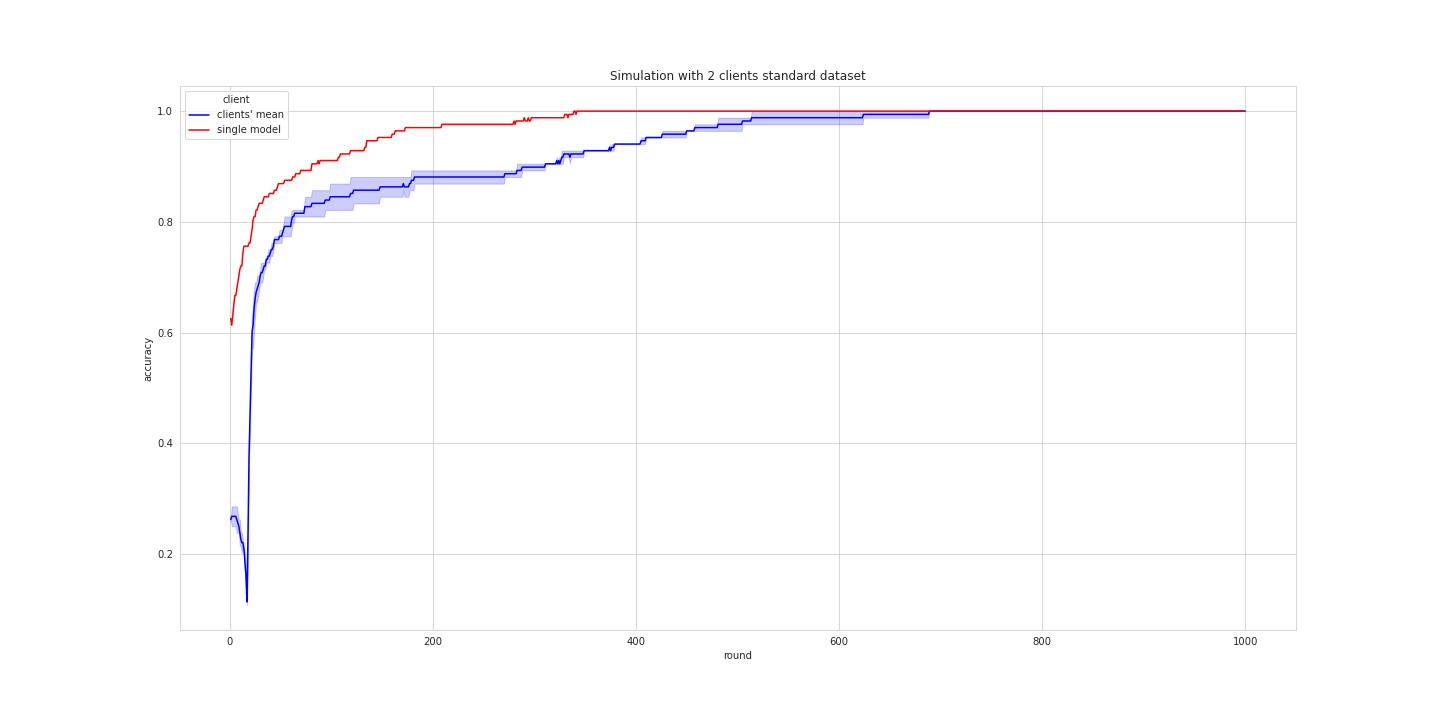 Simulation with 2 clients standard dataset
client
clients' mean
single model
1.0
0.8
0.6
0.4
0.2
accuracy
0 200 400 600 800 1000
round